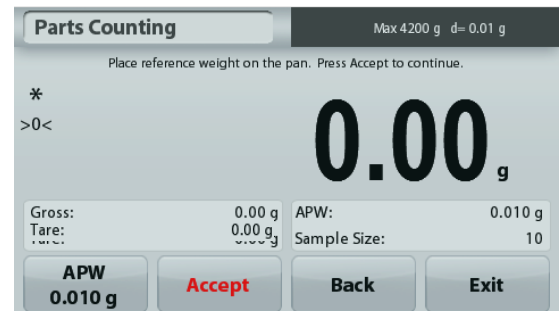 Parts Counting
Max 4200 g d= 0.01 g
Place reference weight on the pan. Press Accept to continue.
*
>0<
0.00 g
Gross: 0.00 g
Tare: 0.00 g
APW: 0.010 g
Sample Size: 10
APW
0.010 g
Accept
Back
Exit